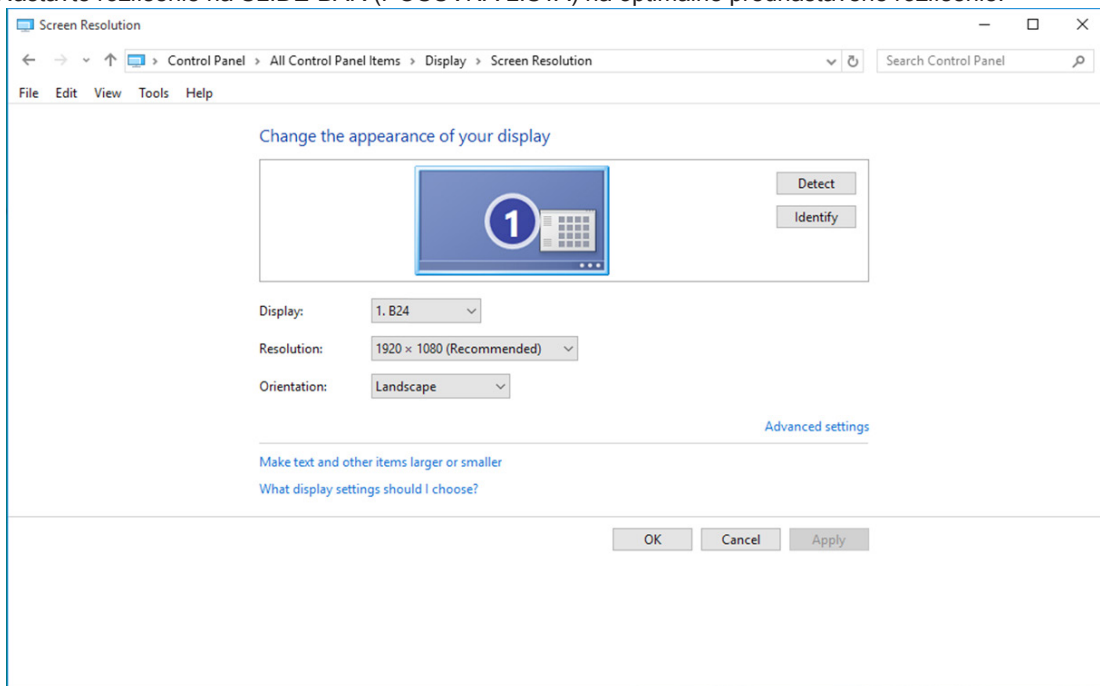 Screen Resolution
Control Panel > All Control Panel Items > Display > Screen Resolution
Search Control Panel
File Edit View Tools Help
Change the appearance of your display
1
Detect
Identify
Display: 1. B24
Resolution: 1920 × 1080 (Recommended)
Orientation: Landscape
Advanced settings
Make text and other items larger or smaller
What display settings should I choose?
OK Cancel Apply